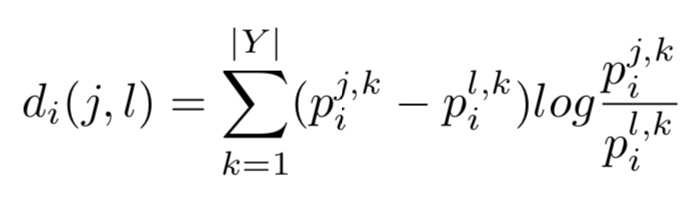 d_i(j, l) = \sum_{k=1}^{|Y|} (p_i^{j,k} - p_i^{l,k}) log \frac{p_i^{j,k}}{p_i^{l,k}}